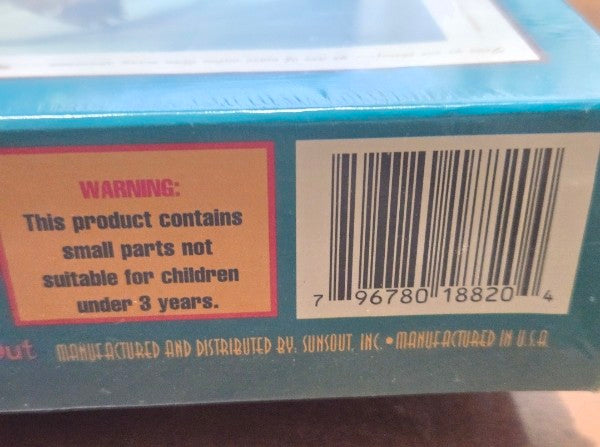 WARNING:
This product contains
small parts not
suitable for children
under 3 years.
7 96780 18820 4
out MANUFACTURED AND DISTRIBUTED BY: SUNSOUT, INC. • MANUFACTURED IN U.S.A.